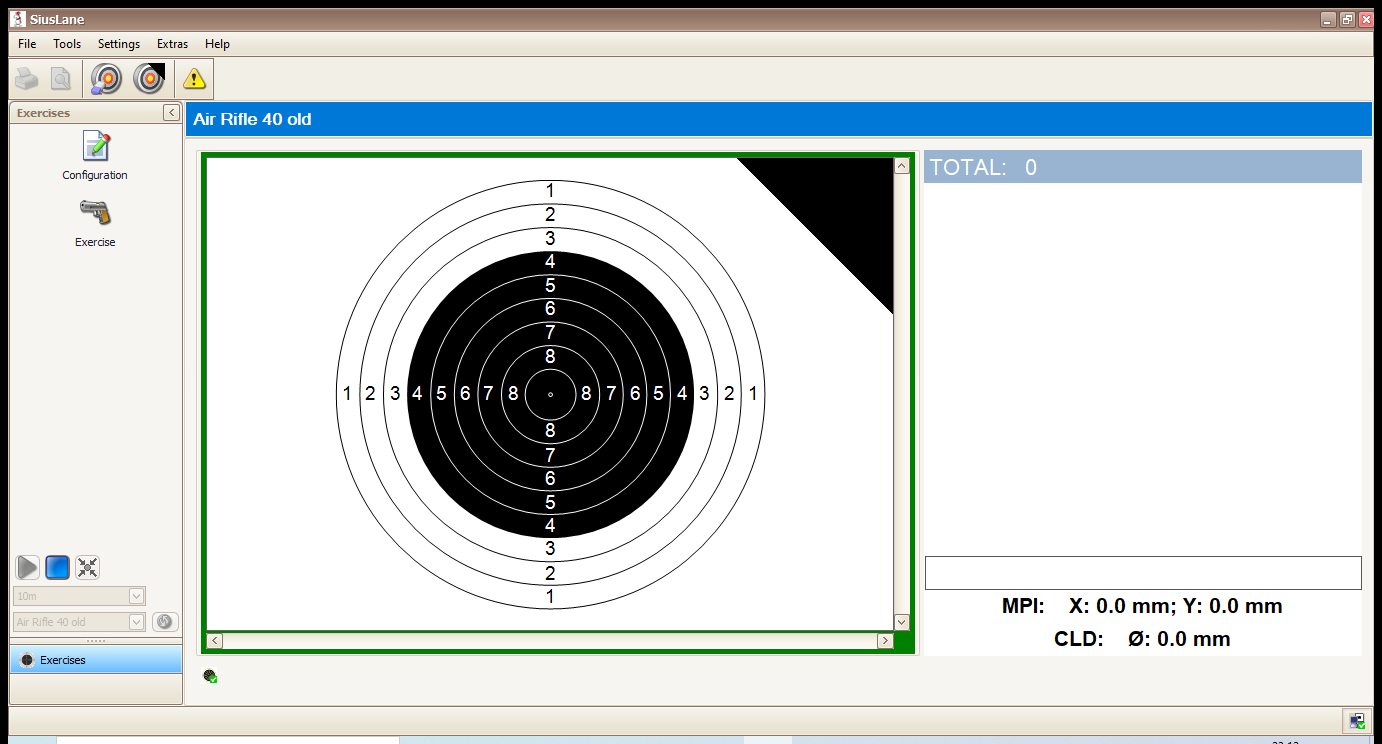 SiusLane
File Tools Settings Extras Help
Exercises
Configuration
Exercise
10m
Air Rifle 40 old
Exercises
Air Rifle 40 old
1
2
3
4
5
6
7
8
1 2 3 4 5 6 7 8 8 7 6 5 4 3 2 1
8
7
6
5
4
3
2
1
TOTAL: 0
MPI: X: 0.0 mm; Y: 0.0 mm
CLD: Ø: 0.0 mm